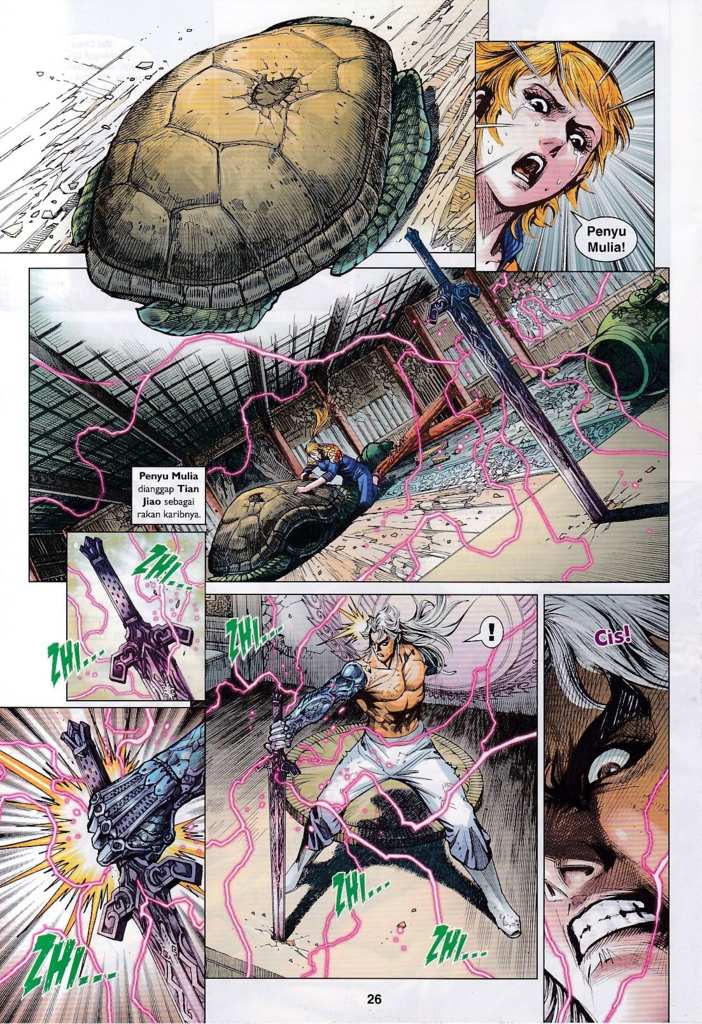 Penyu
Mulia!
Penyu Mulia
dianggap Tian
Jiao sebagai
rakan karibnya.
ZHI...
ZHI...
ZHI...
!
Cis!
ZHI...
ZHI...
ZHI...
26